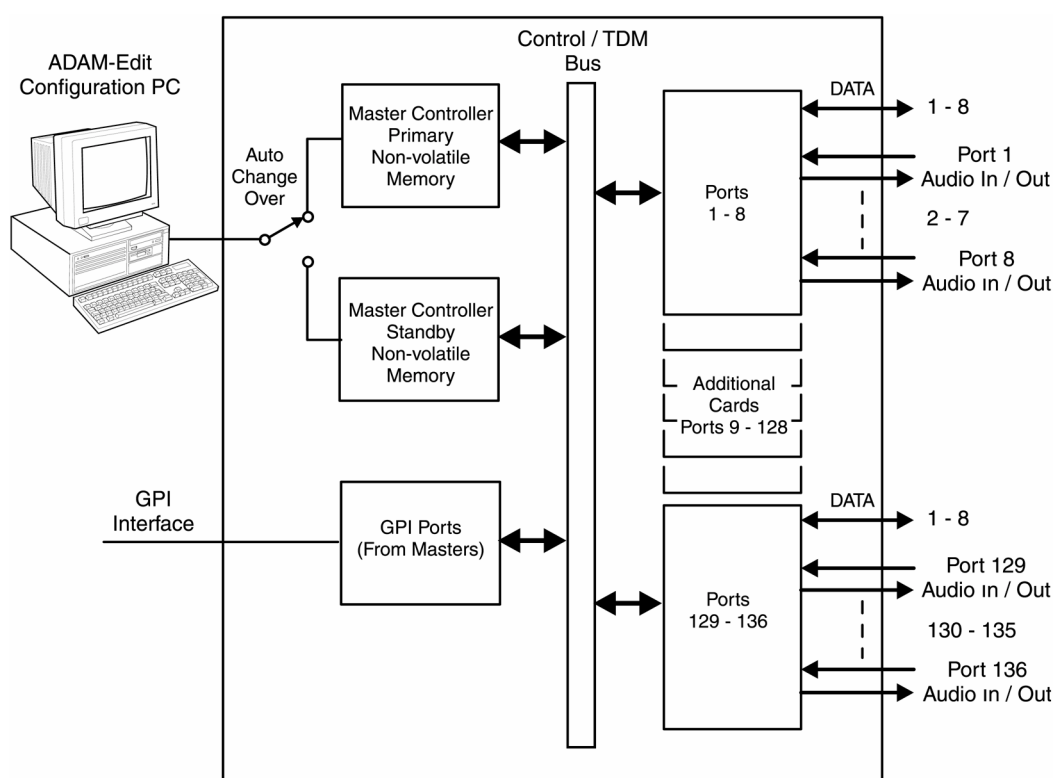 ADAM-Edit
Configuration PC
Control / TDM
Bus
Auto
Change
Over
Master Controller
Primary
Non-volatile
Memory
Master Controller
Standby
Non-volatile
Memory
GPI
Interface
GPI Ports
(From Masters)
Ports
1 - 8
Additional
Cards
Ports 9 - 128
Ports
129 - 136
DATA
1 - 8
Port 1
Audio In / Out
2 - 7
Port 8
Audio in / Out
DATA
1 - 8
Port 129
Audio in / Out
130 - 135
Port 136
Audio in / Out